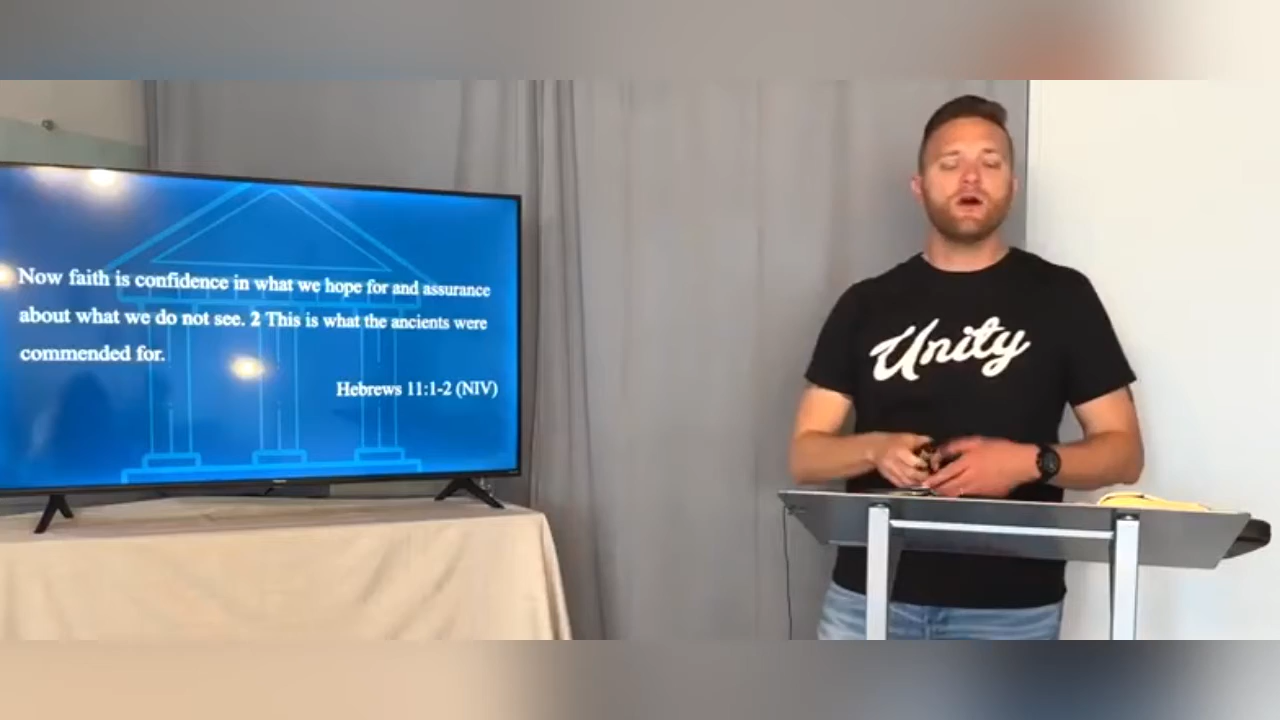 Now faith is confidence in what we hope for and assurance
about what we do not see. 2 This is what the ancients were
commended for.
Hebrews 11:1-2 (NIV)
Unity